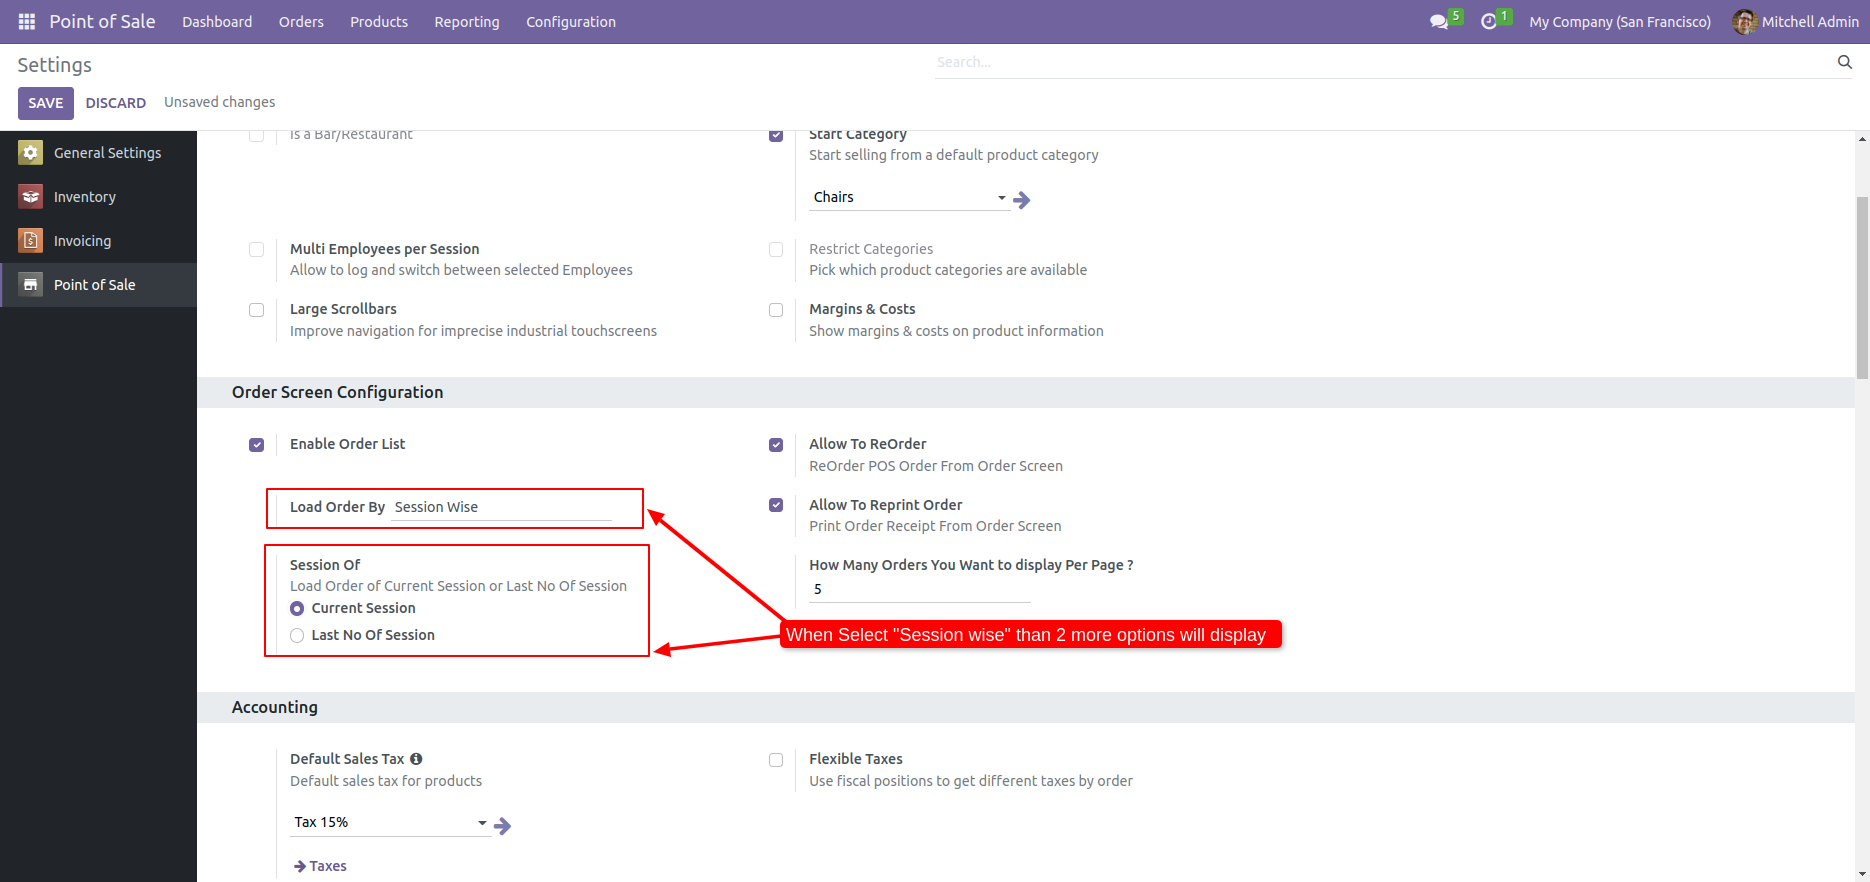 Point of Sale Dashboard Orders Products Reporting Configuration 5 1 My Company (San Francisco) Mitchell Admin
Settings
Search...
SAVE DISCARD Unsaved changes
General Settings
Inventory
Invoicing
Point of Sale
Is a Bar/Restaurant
Start Category
Start selling from a default product category
Chairs
Multi Employees per Session
Allow to log and switch between selected Employees
Restrict Categories
Pick which product categories are available
Large Scrollbars
Improve navigation for imprecise industrial touchscreens
Margins & Costs
Show margins & costs on product information
Order Screen Configuration
Enable Order List
Allow To ReOrder
ReOrder POS Order From Order Screen
Load Order By Session Wise
Allow To Reprint Order
Print Order Receipt From Order Screen
Session Of
Load Order of Current Session or Last No Of Session
Current Session
Last No Of Session
How Many Orders You Want to display Per Page ?
5
When Select "Session wise" than 2 more options will display
Accounting
Default Sales Tax
Default sales tax for products
Tax 15%
Taxes
Flexible Taxes
Use fiscal positions to get different taxes by order